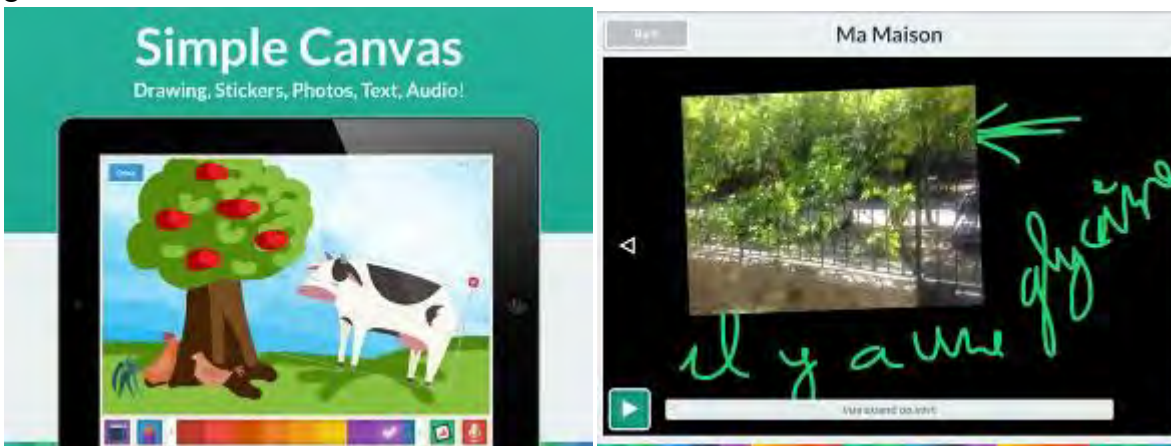 Simple Canvas
Drawing, Stickers, Photos, Text, Audio!
Ma Maison
il y a une glycine